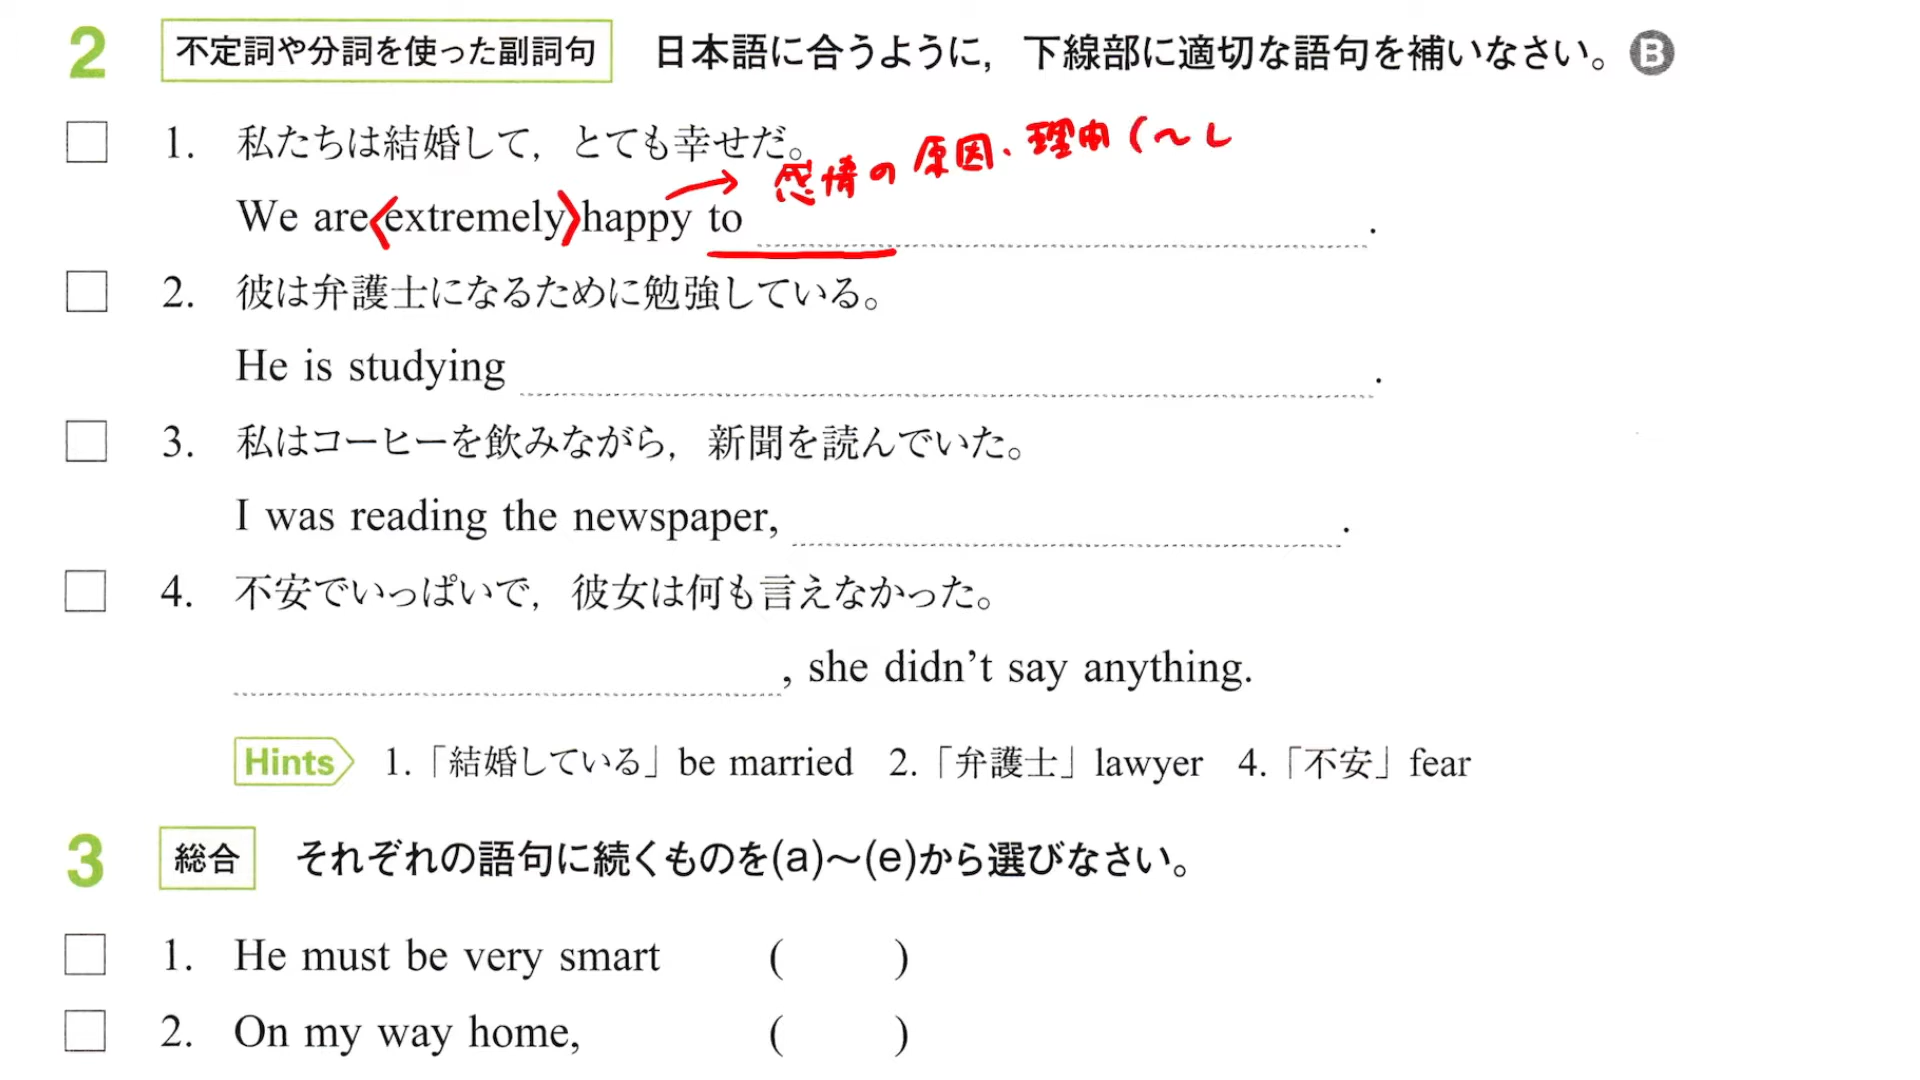 2 不定詞や分詞を使った副詞句 日本語に合うように，下線部に適切な語句を補いなさい。B
1. 私たちは結婚して，とても幸せだ。
感情の原因・理由(〜し
We are <extremely> happy to .
2. 彼は弁護士になるために勉強している。
He is studying .
3. 私はコーヒーを飲みながら，新聞を読んでいた。
I was reading the newspaper, .
4. 不安でいっぱいで，彼女は何も言えなかった。
, she didn't say anything.
Hints 1.「結婚している」be married 2.「弁護士」lawyer 4.「不安」fear
3 総合 それぞれの語句に続くものを(a)〜(e)から選びなさい。
1. He must be very smart ( )
2. On my way home, ( )